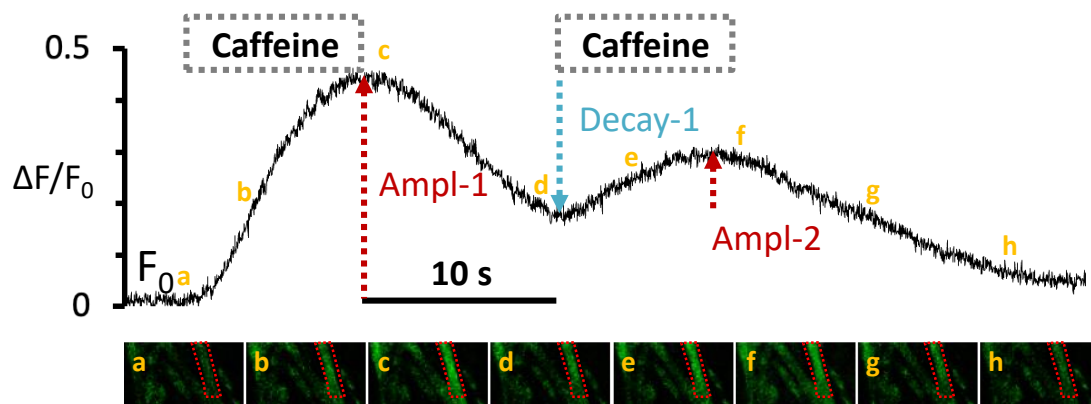 0.5
Caffeine
c
Caffeine
Decay-1
f
e
b
ΔF/F0
Ampl-1
d
g
Ampl-2
h
F0
a
10 s
0
a b c d e f g h